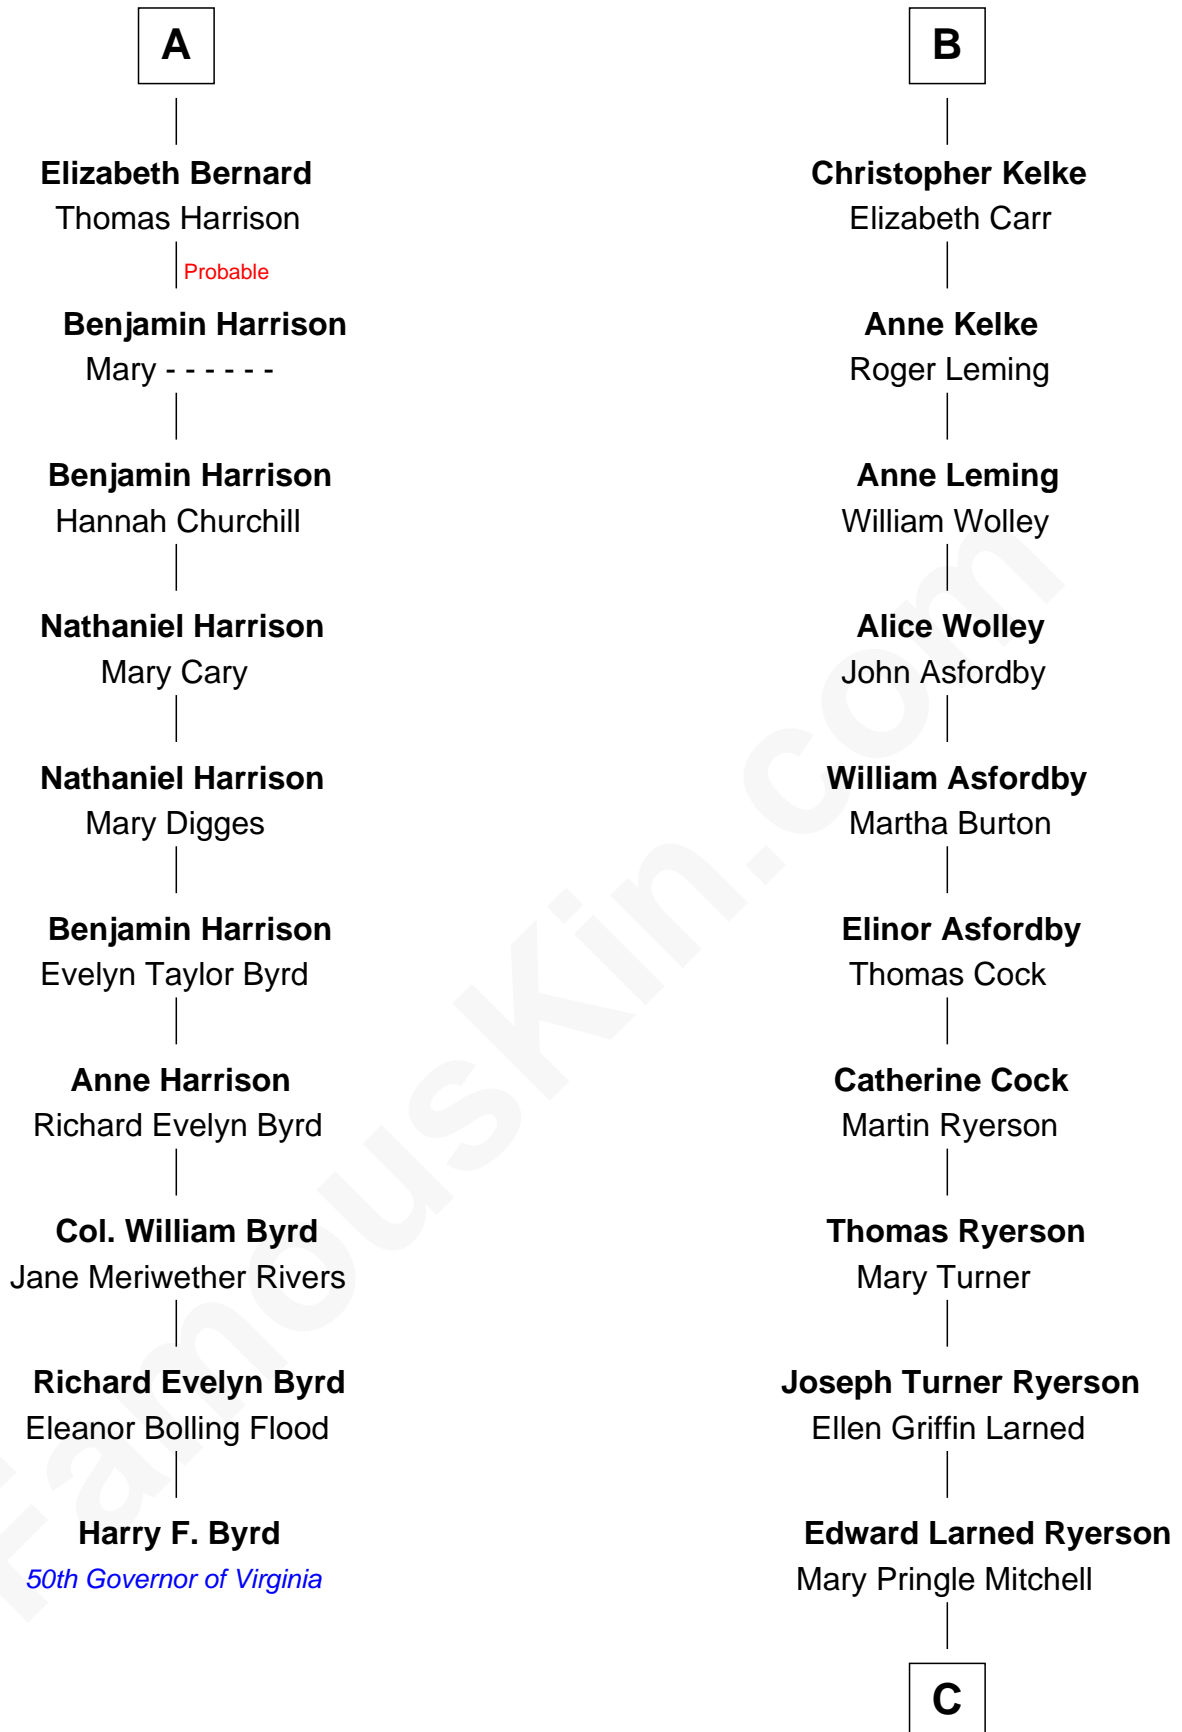 A
Elizabeth Bernard
Thomas Harrison
Probable
Benjamin Harrison
Mary - - - - - -
Benjamin Harrison
Hannah Churchill
Nathaniel Harrison
Mary Cary
Nathaniel Harrison
Mary Digges
Benjamin Harrison
Evelyn Taylor Byrd
Anne Harrison
Richard Evelyn Byrd
Col. William Byrd
Jane Meriwether Rivers
Richard Evelyn Byrd
Eleanor Bolling Flood
Harry F. Byrd
50th Governor of Virginia
B
Christopher Kelke
Elizabeth Carr
Anne Kelke
Roger Leming
Anne Leming
William Wolley
Alice Wolley
John Asfordby
William Asfordby
Martha Burton
Elinor Asfordby
Thomas Cock
Catherine Cock
Martin Ryerson
Thomas Ryerson
Mary Turner
Joseph Turner Ryerson
Ellen Griffin Larned
Edward Larned Ryerson
Mary Pringle Mitchell
C
FamousKin.com